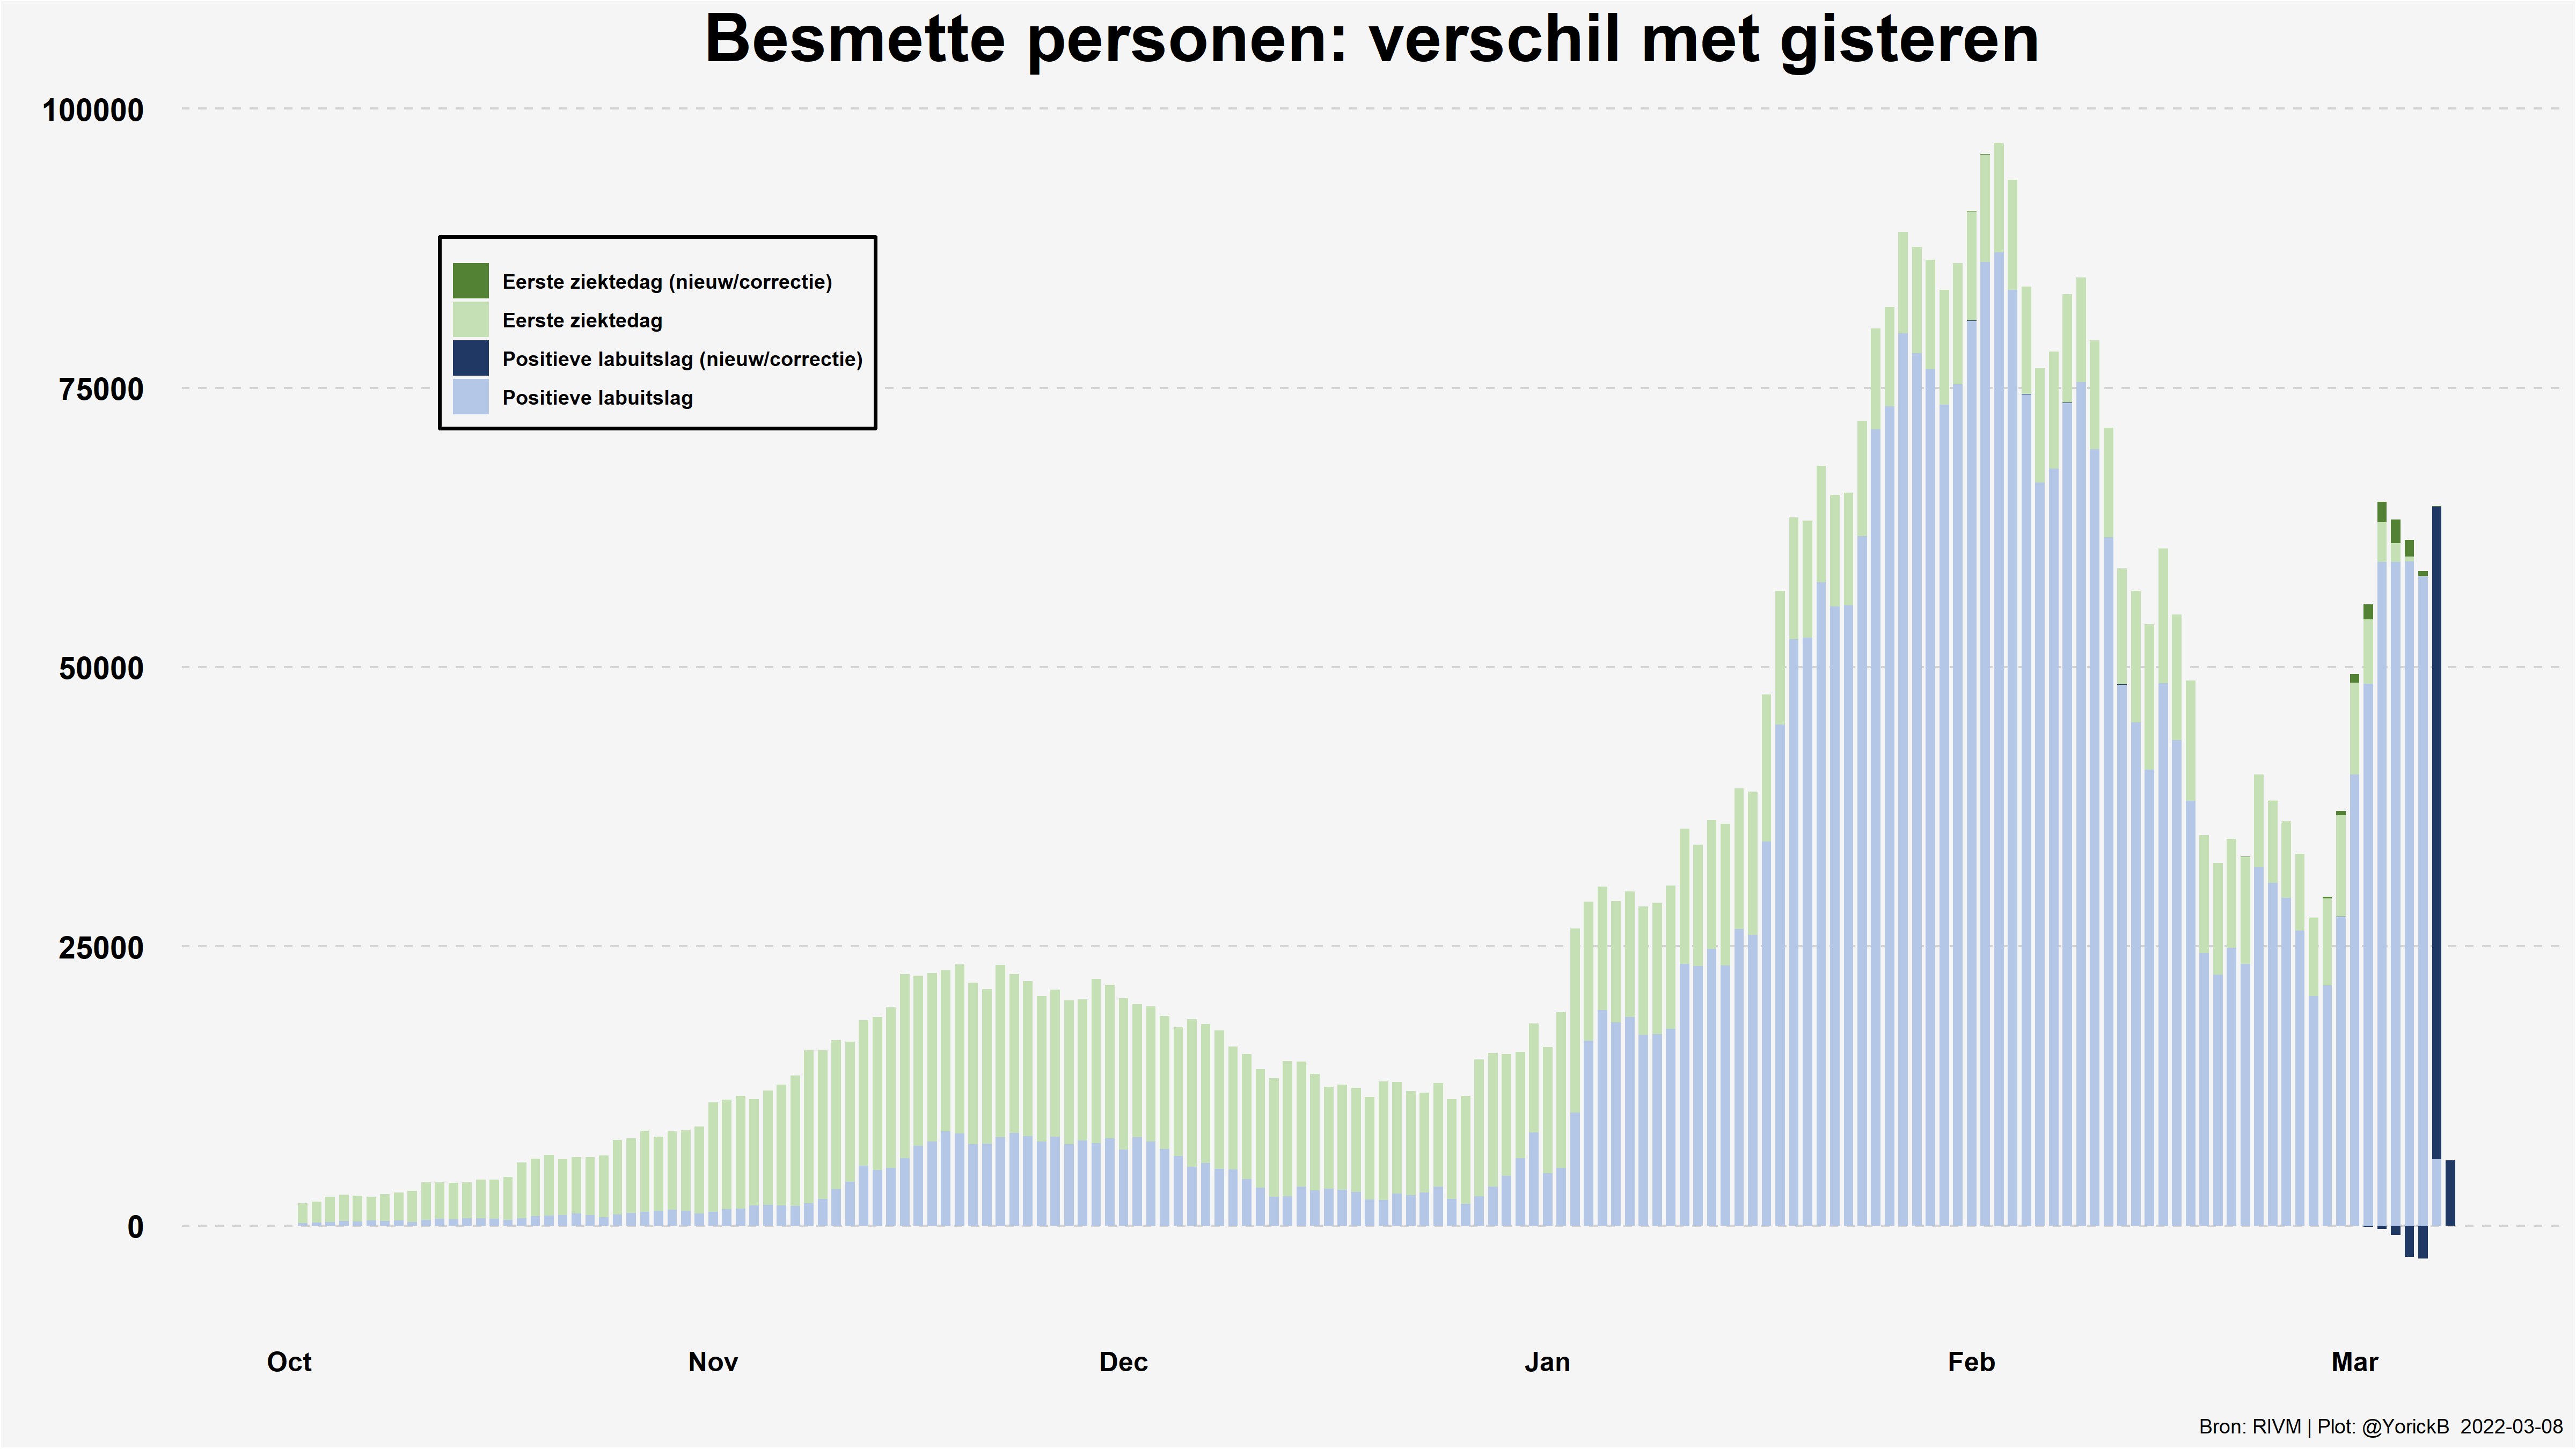 Besmette personen: verschil met gisteren
100000
75000
50000
25000
0
Eerste ziektedag (nieuw/correctie)
Eerste ziektedag
Positieve labuitslag (nieuw/correctie)
Positieve labuitslag
Oct Nov Dec Jan Feb Mar
Bron: RIVM | Plot: @YorickB 2022-03-08